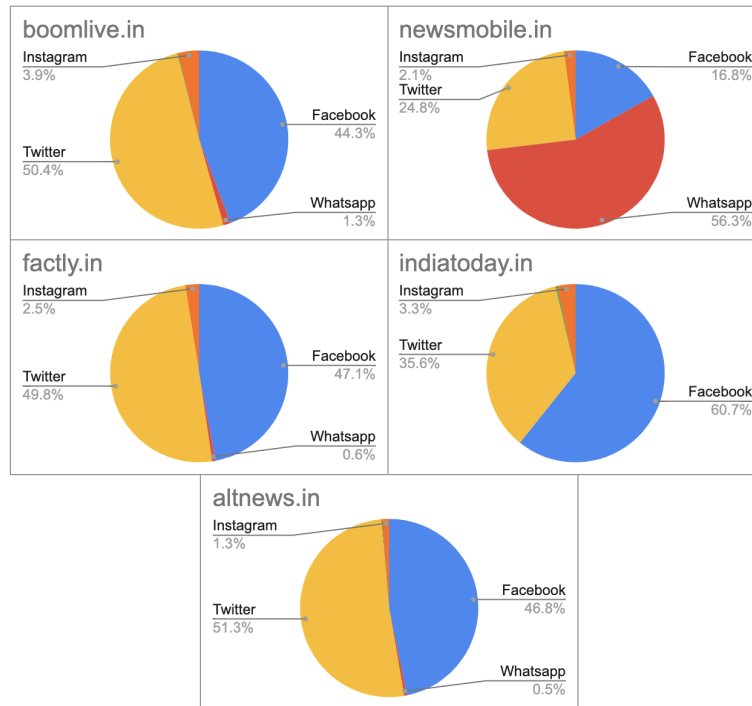 boomlive.in
Instagram
3.9%
Facebook
44.3%
Twitter
50.4%
Whatsapp
1.3%
newsmobile.in
Instagram
2.1%
Facebook
16.8%
Twitter
24.8%
Whatsapp
56.3%
factly.in
Instagram
2.5%
Facebook
47.1%
Twitter
49.8%
Whatsapp
0.6%
indiatoday.in
Instagram
3.3%
Twitter
35.6%
Facebook
60.7%
altnews.in
Instagram
1.3%
Facebook
46.8%
Twitter
51.3%
Whatsapp
0.5%